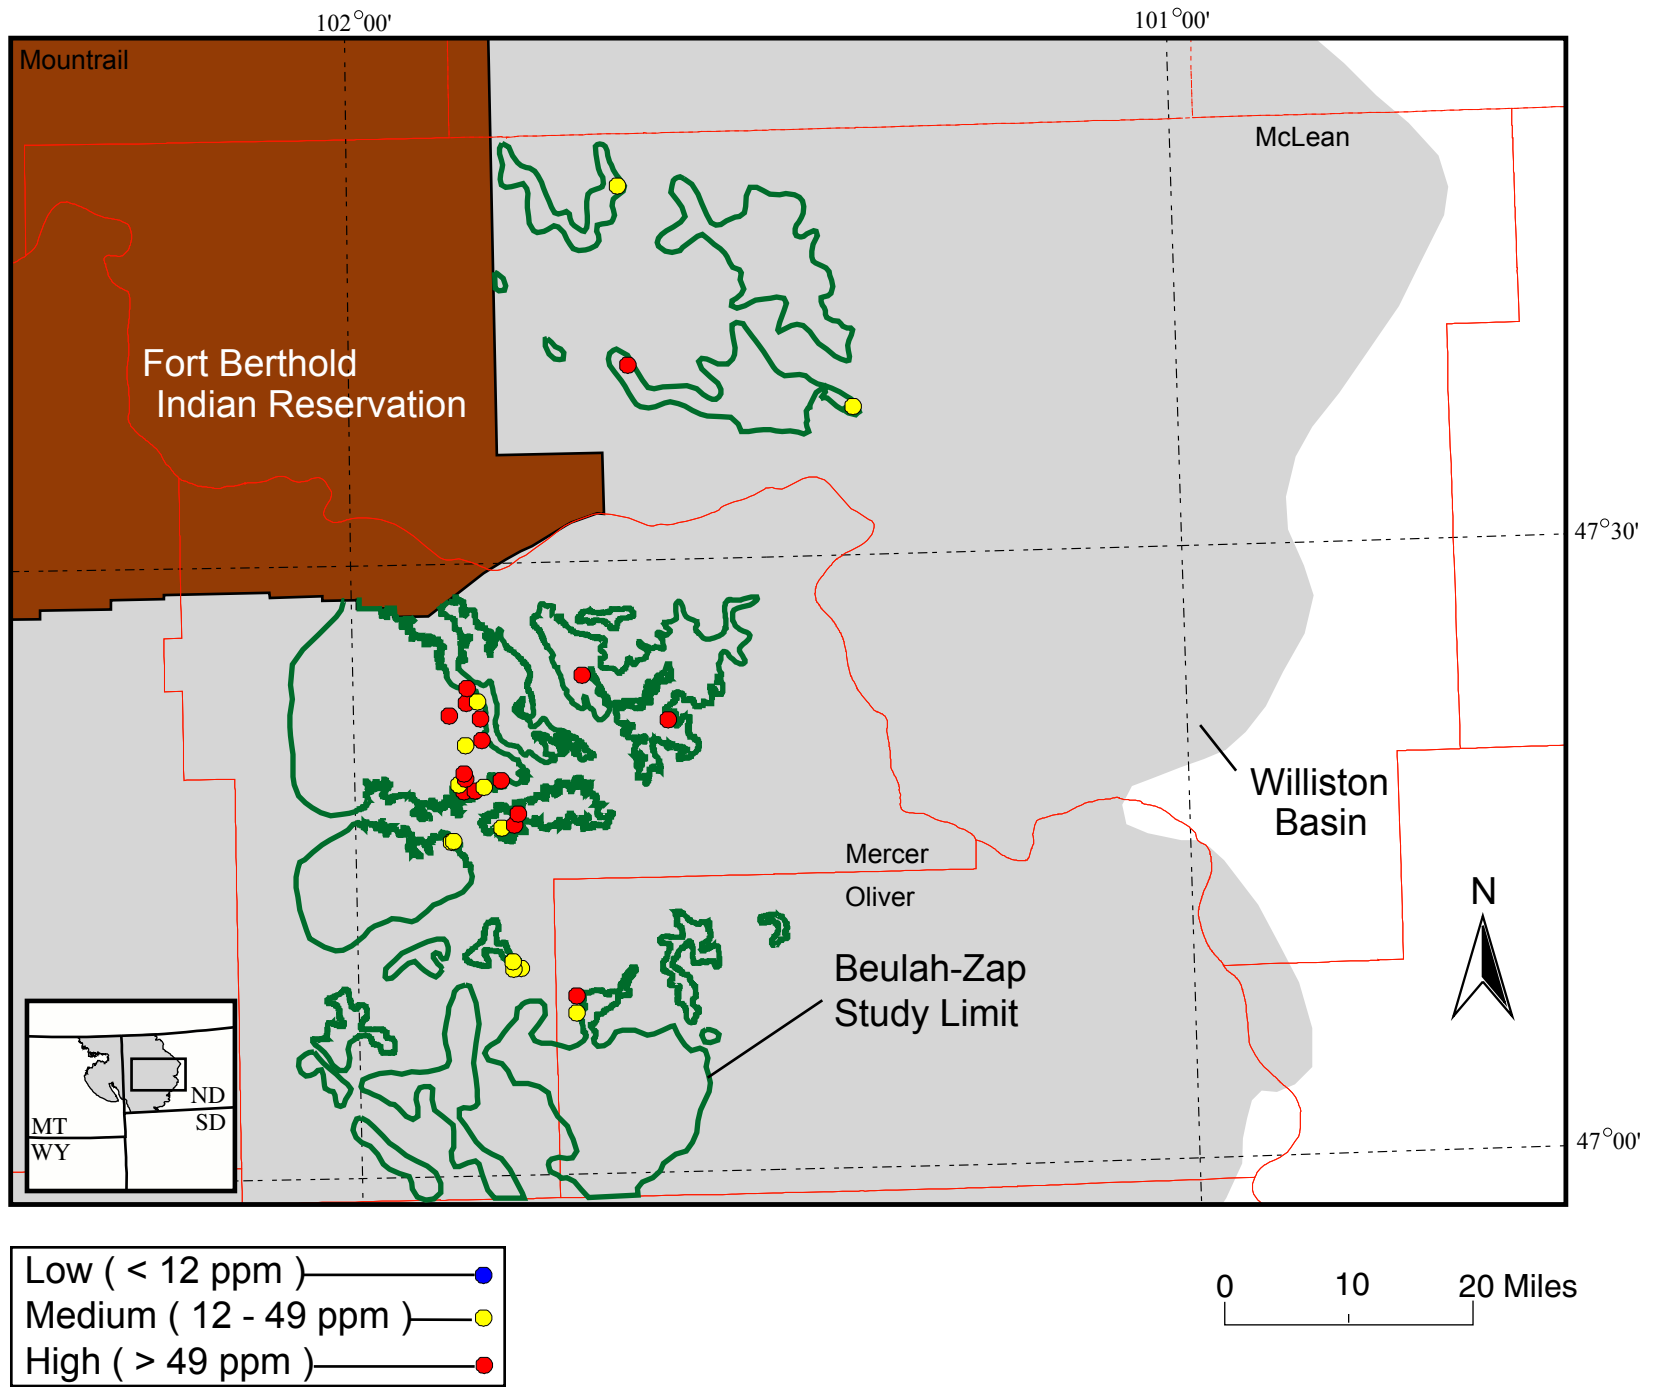 102°00'
101°00'
Mountrail
McLean
Fort Berthold
Indian Reservation
47°30'
Williston
Basin
Mercer
Oliver
N
Beulah-Zap
Study Limit
ND
SD
MT
WY
47°00'
Low ( < 12 ppm )
Medium ( 12 - 49 ppm )
High ( > 49 ppm )
0 10 20 Miles